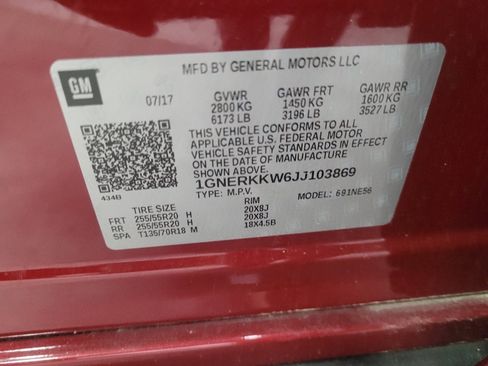 GM
MFD BY GENERAL MOTORS LLC
07/17
GVWR GAWR FRT GAWR RR
2800 KG 1450 KG 1600 KG
6173 LB 3196 LB 3527 LB
THIS VEHICLE CONFORMS TO ALL
APPLICABLE U.S. FEDERAL MOTOR
VEHICLE SAFETY STANDARDS IN EFFECT
ON THE DATE OF MANUFACTURE
SHOWN ABOVE.
1GNERKKW6JJ103869
434B
TYPE: M.P.V. MODEL: 691NE56
TIRE SIZE RIM
FRT 255/55R20 H 20X8J
RR 255/55R20 H 20X8J
SPA T135/70R18 M 18X4.5B